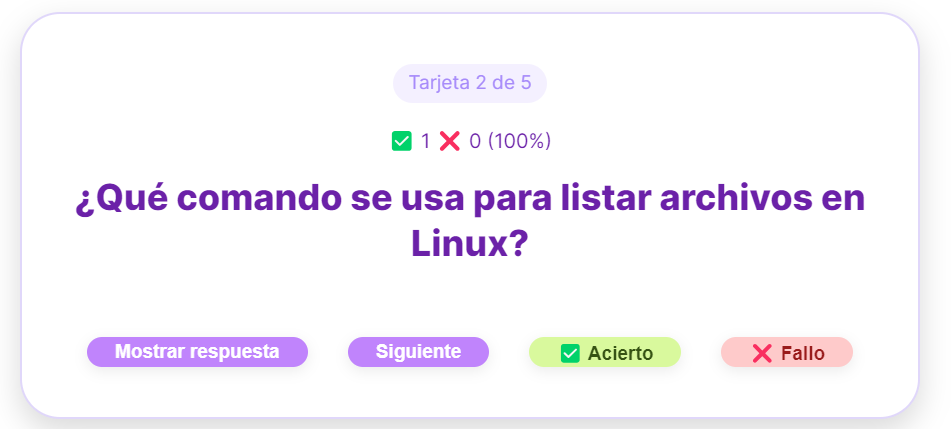 Tarjeta 2 de 5
✅ 1 ❌ 0 (100%)
¿Qué comando se usa para listar archivos en
Linux?
Mostrar respuesta
Siguiente
✅ Acierto
❌ Fallo